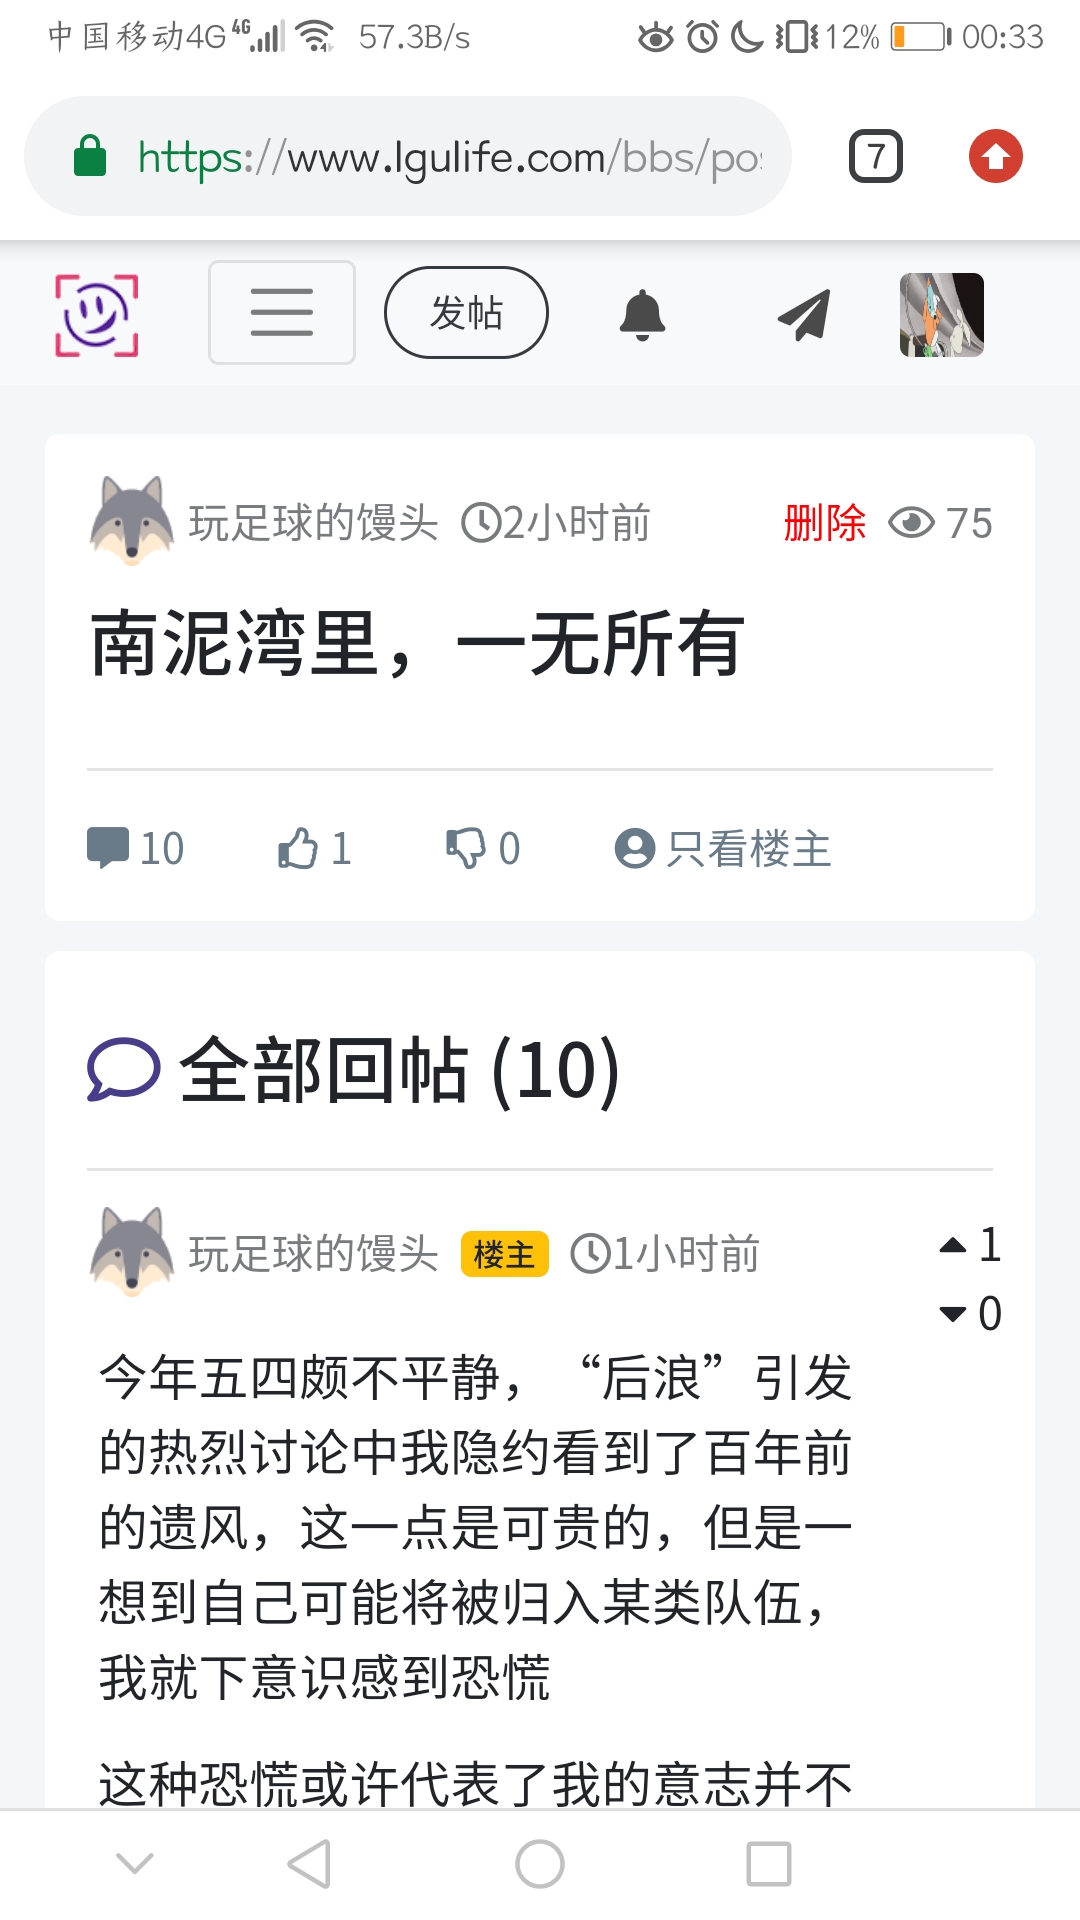 中国移动4G 4G 57.3B/s 12% 00:33
https://www.lgulife.com/bbs/po
7
发帖
玩足球的馒头 2小时前 删除 75
南泥湾里，一无所有
10 1 0 只看楼主
全部回帖 (10)
玩足球的馒头 楼主 1小时前
1
0
今年五四颇不平静，“后浪”引发
的热烈讨论中我隐约看到了百年前
的遗风，这一点是可贵的，但是一
想到自己可能将被归入某类队伍，
我就下意识感到恐慌
这种恐慌或许代表了我的意志并不